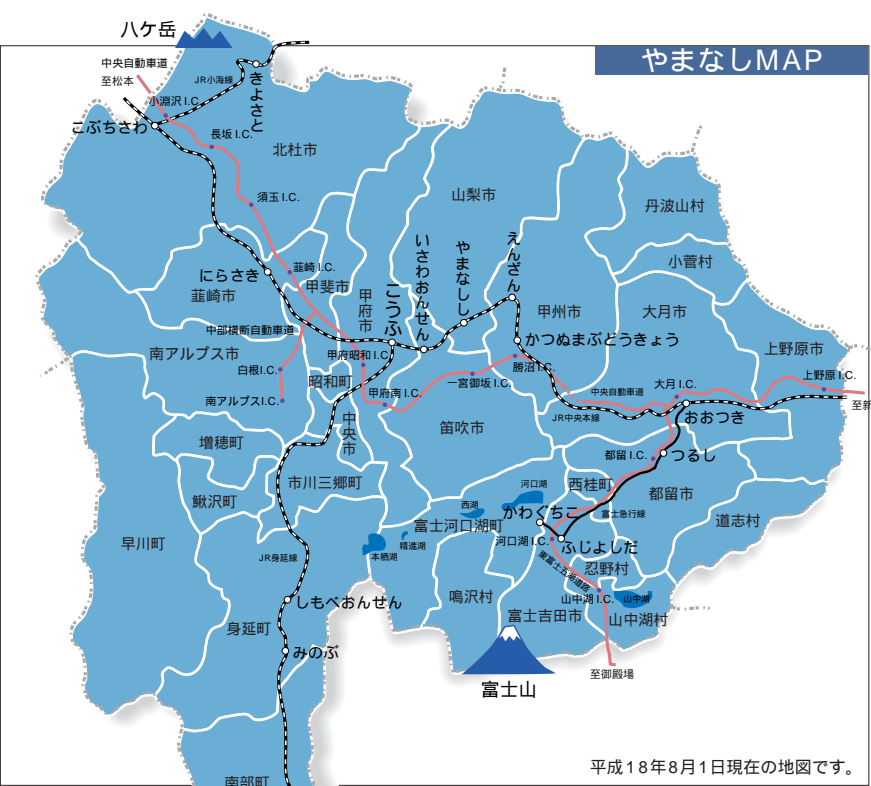 やまなしMAP
八ケ岳
中央自動車道
至松本
JR小海線
きよさと
小淵沢 I.C.
こぶちさわ
長坂 I.C.
北杜市
須玉 I.C.
山梨市
丹波山村
小菅村
えんざん
やまなしし
いさわおんせん
にらさき
韮崎 I.C.
韮崎市
甲斐市
甲府市
こうふ
甲州市
大月市
中部横断自動車道
かつぬまぶどうきょう
上野原市
南アルプス市
甲府昭和 I.C.
白根I.C.
昭和町
勝沼I.C.
一宮御坂 I.C.
上野原 I.C.
大月 I.C.
中央自動車道
南アルプスI.C.
甲府南 I.C.
JR中央本線
おおつき
至新
中央市
笛吹市
増穂町
都留 I.C.
つるし
市川三郷町
西桂町
都留市
鰍沢町
河口湖
西湖
かわぐちこ
富士急行線
道志村
富士河口湖町
早川町
精進湖
本栖湖
河口湖 I.C.
ふじよしだ
JR身延線
東富士五湖道路
忍野村
鳴沢村
山中湖 I.C.
山中湖
しもべおんせん
富士吉田市
山中湖村
身延町
みのぶ
至御殿場
富士山
南部町
平成18年8月1日現在の地図です。